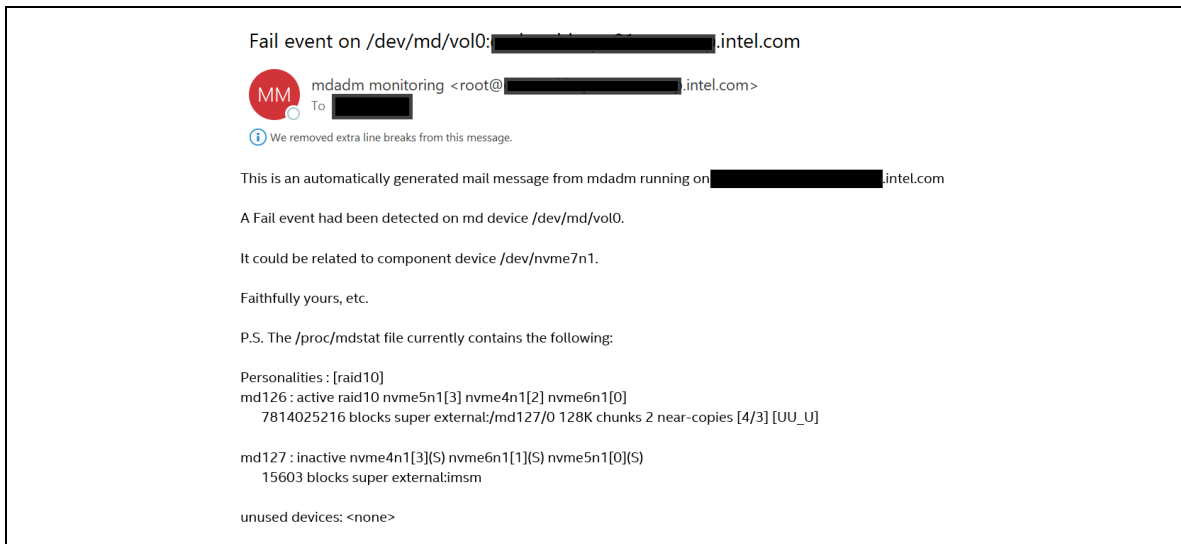 Fail event on /dev/md/vol0: .intel.com
MM
mdadm monitoring <root@ .intel.com>
To
We removed extra line breaks from this message.
This is an automatically generated mail message from mdadm running on .intel.com
A Fail event had been detected on md device /dev/md/vol0.
It could be related to component device /dev/nvme7n1.
Faithfully yours, etc.
P.S. The /proc/mdstat file currently contains the following:
Personalities : [raid10]
md126 : active raid10 nvme5n1[3] nvme4n1[2] nvme6n1[0]
7814025216 blocks super external:/md127/0 128K chunks 2 near-copies [4/3] [UU_U]
md127 : inactive nvme4n1[3](S) nvme6n1[1](S) nvme5n1[0](S)
15603 blocks super external:imsm
unused devices: <none>